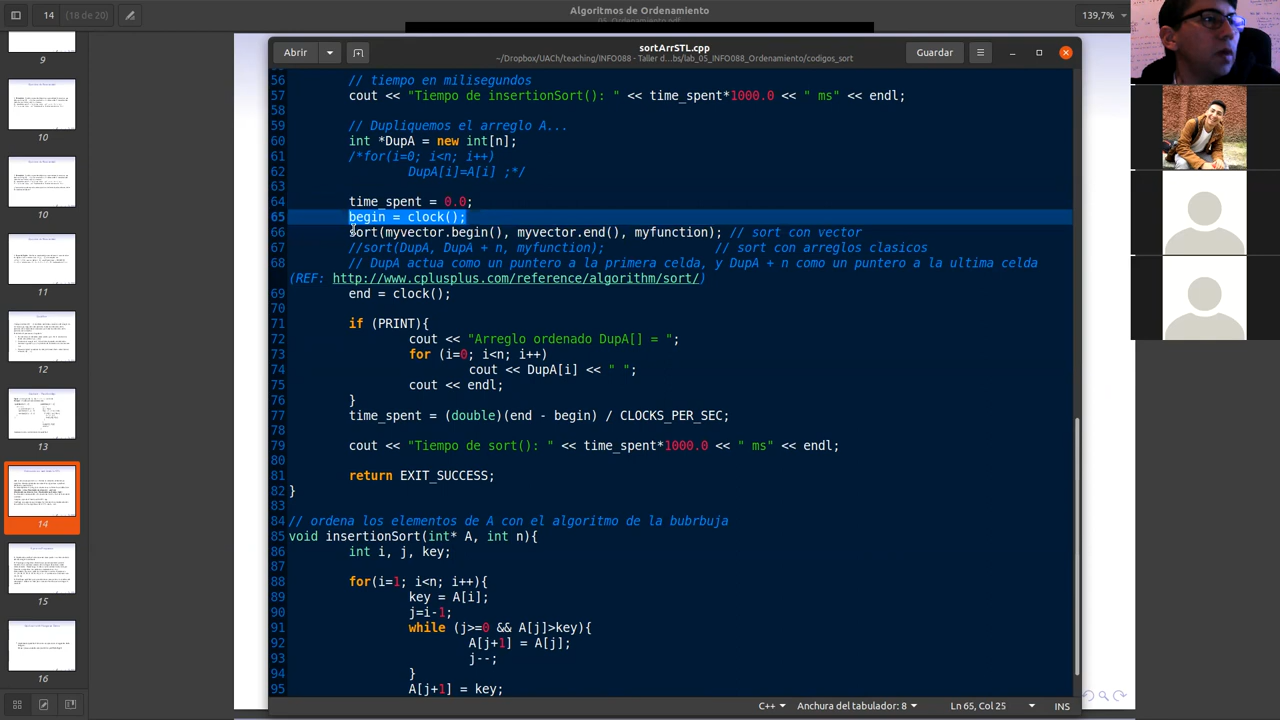 14
(18 de 20)
Algoritmos de Ordenamiento
139,7%
Abrir
sortArrSTL.cpp
~/Dropbox/UACh/teaching/INFO088 - Taller d…bs/lab_05_INFO088_Ordenamiento/codigos_sort
Guardar
56 // tiempo en milisegundos
57 cout << "Tiempo de insertionSort(): " << time_spent*1000.0 << " ms" << endl;
58
59 // Dupliquemos el arreglo A...
60 int *DupA = new int[n];
61 /*for(i=0; i<n; i++)
62 DupA[i]=A[i] ;*/
63
64 time_spent = 0.0;
65 begin = clock();
66 sort(myvector.begin(), myvector.end(), myfunction); // sort con vector
67 //sort(DupA, DupA + n, myfunction); // sort con arreglos clasicos
68 // DupA actua como un puntero a la primera celda, y DupA + n como un puntero a la ultima celda
(REF: http://www.cplusplus.com/reference/algorithm/sort/)
69 end = clock();
70
71 if (PRINT){
72 cout << "Arreglo ordenado DupA[] = ";
73 for (i=0; i<n; i++)
74 cout << DupA[i] << " ";
75 cout << endl;
76 }
77 time_spent = (double)(end - begin) / CLOCKS_PER_SEC;
78
79 cout << "Tiempo de sort(): " << time_spent*1000.0 << " ms" << endl;
80
81 return EXIT_SUCCESS;
82 }
83
84 // ordena los elementos de A con el algoritmo de la bubrbuja
85 void insertionSort(int* A, int n){
86 int i, j, key;
87
88 for(i=1; i<n; i++){
89 key = A[i];
90 j=i-1;
91 while (j>=0 && A[j]>key){
92 A[j+1] = A[j];
93 j--;
94 }
95 A[j+1] = key;
C++
Anchura del tabulador: 8
Ln 65, Col 25
INS
9
10
10
11
12
13
14
15
16